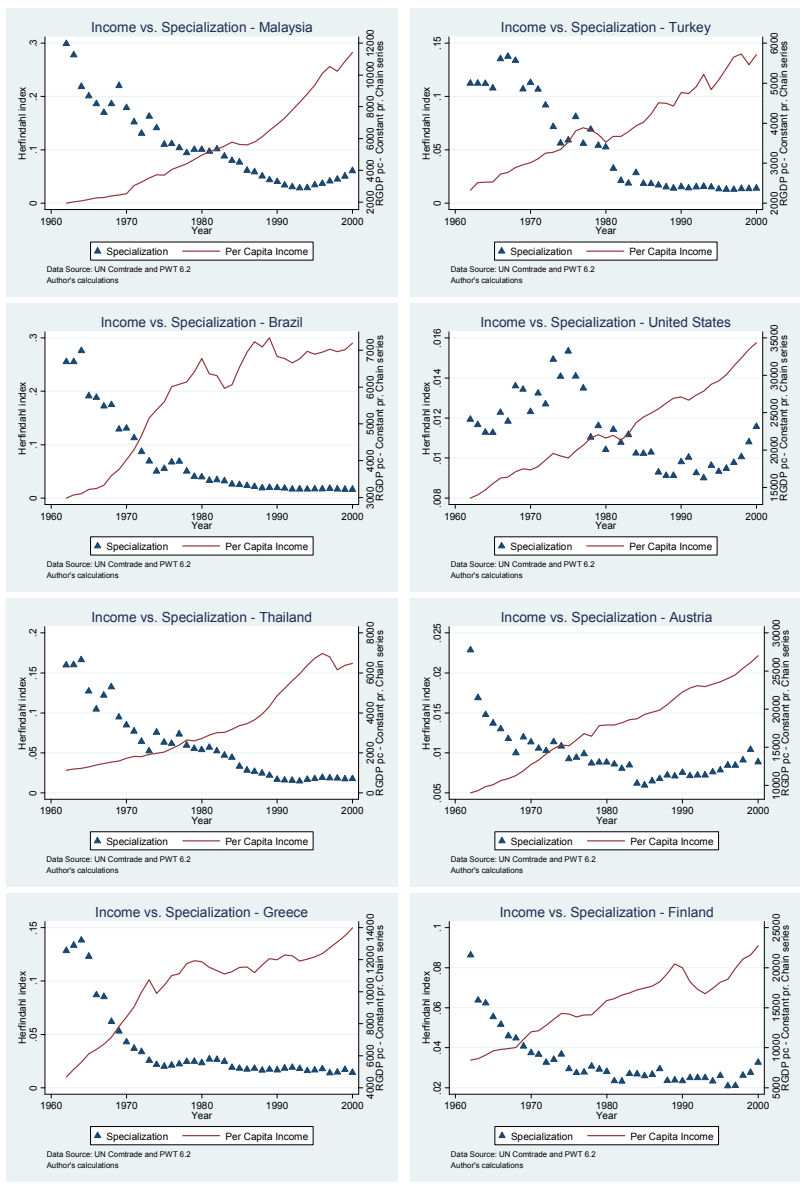 Income vs. Specialization - Malaysia
Herfindahl index
0 .1 .2 .3
2000 4000 6000 8000 10000 12000
RGDP pc - Constant pr. Chain series
1960 1970 1980 1990 2000
Year
Specialization Per Capita Income
Data Source: UN Comtrade and PWT 6.2
Author's calculations
Income vs. Specialization - Turkey
Herfindahl index
0 .05 .1 .15
2000 3000 4000 5000 6000
RGDP pc - Constant pr. Chain series
1960 1970 1980 1990 2000
Year
Specialization Per Capita Income
Data Source: UN Comtrade and PWT 6.2
Author's calculations
Income vs. Specialization - Brazil
Herfindahl index
0 .1 .2 .3
3000 4000 5000 6000 7000
RGDP pc - Constant pr. Chain series
1960 1970 1980 1990 2000
Year
Specialization Per Capita Income
Data Source: UN Comtrade and PWT 6.2
Author's calculations
Income vs. Specialization - United States
Herfindahl index
.008 .01 .012 .014 .016
15000 20000 25000 30000 35000
RGDP pc - Constant pr. Chain series
1960 1970 1980 1990 2000
Year
Specialization Per Capita Income
Data Source: UN Comtrade and PWT 6.2
Author's calculations
Income vs. Specialization - Thailand
Herfindahl index
0 .05 .1 .15 .2
0 2000 4000 6000 8000
RGDP pc - Constant pr. Chain series
1960 1970 1980 1990 2000
Year
Specialization Per Capita Income
Data Source: UN Comtrade and PWT 6.2
Author's calculations
Income vs. Specialization - Austria
Herfindahl index
.005 .01 .015 .02 .025
10000 15000 20000 25000 30000
RGDP pc - Constant pr. Chain series
1960 1970 1980 1990 2000
Year
Specialization Per Capita Income
Data Source: UN Comtrade and PWT 6.2
Author's calculations
Income vs. Specialization - Greece
Herfindahl index
0 .05 .1 .15
4000 6000 8000 10000 12000 14000
RGDP pc - Constant pr. Chain series
1960 1970 1980 1990 2000
Year
Specialization Per Capita Income
Data Source: UN Comtrade and PWT 6.2
Author's calculations
Income vs. Specialization - Finland
Herfindahl index
.02 .04 .06 .08 .1
5000 10000 15000 20000 25000
RGDP pc - Constant pr. Chain series
1960 1970 1980 1990 2000
Year
Specialization Per Capita Income
Data Source: UN Comtrade and PWT 6.2
Author's calculations